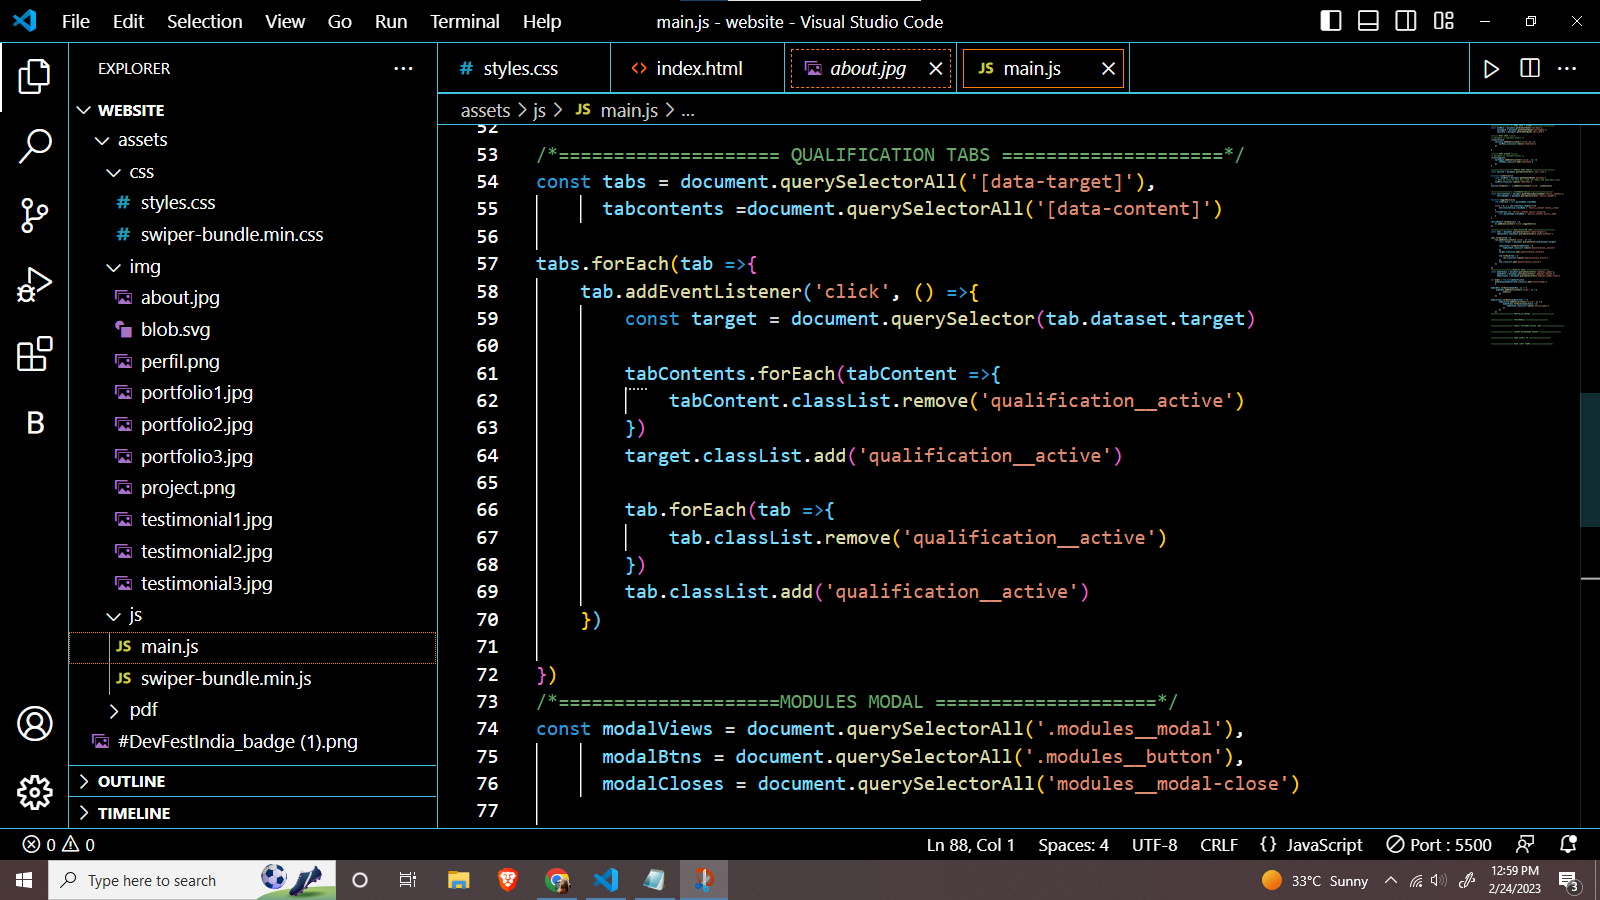 File Edit Selection View Go Run Terminal Help main.js - website - Visual Studio Code
EXPLORER
WEBSITE
assets
css
# styles.css
# swiper-bundle.min.css
img
about.jpg
blob.svg
perfil.png
portfolio1.jpg
portfolio2.jpg
portfolio3.jpg
project.png
testimonial1.jpg
testimonial2.jpg
testimonial3.jpg
js
JS main.js
JS swiper-bundle.min.js
pdf
#DevFestIndia_badge (1).png
OUTLINE
TIMELINE
B
# styles.css <> index.html about.jpg JS main.js
assets > js > JS main.js > ...
52
53 /*==================== QUALIFICATION TABS ====================*/
54 const tabs = document.querySelectorAll('[data-target]'),
55 tabcontents =document.querySelectorAll('[data-content]')
56
57 tabs.forEach(tab =>{
58 tab.addEventListener('click', () =>{
59 const target = document.querySelector(tab.dataset.target)
60
61 tabContents.forEach(tabContent =>{
62 tabContent.classList.remove('qualification__active')
63 })
64 target.classList.add('qualification__active')
65
66 tab.forEach(tab =>{
67 tab.classList.remove('qualification__active')
68 })
69 tab.classList.add('qualification__active')
70 })
71
72 })
73 /*====================MODULES MODAL ====================*/
74 const modalViews = document.querySelectorAll('.modules__modal'),
75 modalBtns = document.querySelectorAll('.modules__button'),
76 modalCloses = document.querySelectorAll('modules__modal-close')
77
0 0 Ln 88, Col 1 Spaces: 4 UTF-8 CRLF {} JavaScript Port : 5500
Type here to search 33°C Sunny 12:59 PM
2/24/2023 3